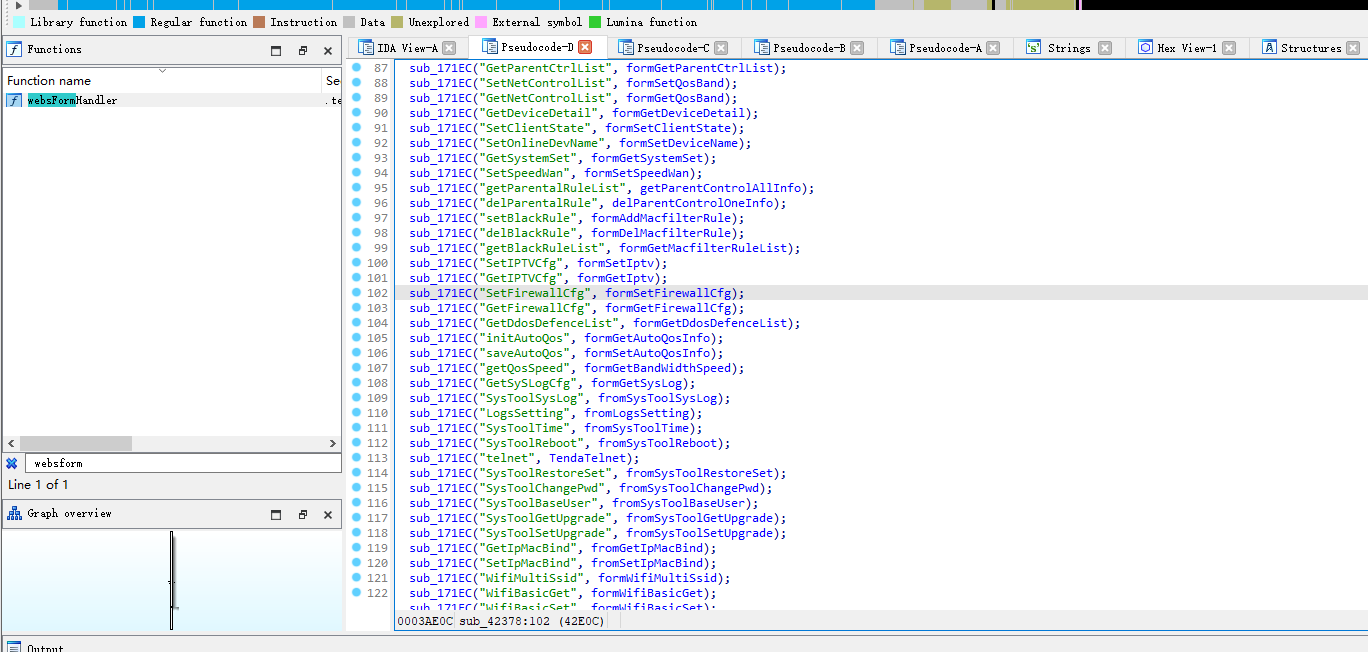 Library function Regular function Instruction Data Unexplored External symbol Lumina function
Functions
IDA View-A Pseudocode-D Pseudocode-C Pseudocode-B Pseudocode-A Strings Hex View-1 Structures
Function name Se
websFormHandler .te
websform
Line 1 of 1
Graph overview
87 sub_171EC("GetParentCtrlList", formGetParentCtrlList);
88 sub_171EC("SetNetControlList", formSetQosBand);
89 sub_171EC("GetNetControlList", formGetQosBand);
90 sub_171EC("GetDeviceDetail", formGetDeviceDetail);
91 sub_171EC("SetClientState", formSetClientState);
92 sub_171EC("SetOnlineDevName", formSetDeviceName);
93 sub_171EC("GetSystemSet", formGetSystemSet);
94 sub_171EC("SetSpeedWan", formSetSpeedWan);
95 sub_171EC("getParentalRuleList", getParentControlAllInfo);
96 sub_171EC("delParentalRule", delParentControlOneInfo);
97 sub_171EC("setBlackRule", formAddMacfilterRule);
98 sub_171EC("delBlackRule", formDelMacfilterRule);
99 sub_171EC("getBlackRuleList", formGetMacfilterRuleList);
100 sub_171EC("SetIPTVCfg", formSetIptv);
101 sub_171EC("GetIPTVCfg", formGetIptv);
102 sub_171EC("SetFirewallCfg", formSetFirewallCfg);
103 sub_171EC("GetFirewallCfg", formGetFirewallCfg);
104 sub_171EC("GetDdosDefenceList", formGetDdosDefenceList);
105 sub_171EC("initAutoQos", formGetAutoQosInfo);
106 sub_171EC("saveAutoQos", formSetAutoQosInfo);
107 sub_171EC("getQosSpeed", formGetBandWidthSpeed);
108 sub_171EC("GetSySLogCfg", formGetSysLog);
109 sub_171EC("SysToolSysLog", fromSysToolSysLog);
110 sub_171EC("LogsSetting", fromLogsSetting);
111 sub_171EC("SysToolTime", fromSysToolTime);
112 sub_171EC("SysToolReboot", fromSysToolReboot);
113 sub_171EC("telnet", TendaTelnet);
114 sub_171EC("SysToolRestoreSet", fromSysToolRestoreSet);
115 sub_171EC("SysToolChangePwd", fromSysToolChangePwd);
116 sub_171EC("SysToolBaseUser", fromSysToolBaseUser);
117 sub_171EC("SysToolGetUpgrade", fromSysToolGetUpgrade);
118 sub_171EC("SysToolSetUpgrade", fromSysToolSetUpgrade);
119 sub_171EC("GetIpMacBind", fromGetIpMacBind);
120 sub_171EC("SetIpMacBind", fromSetIpMacBind);
121 sub_171EC("WifiMultiSsid", formWifiMultiSsid);
122 sub_171EC("WifiBasicGet", formWifiBasicGet);
sub_171EC("WifiBasicSet", formWifiBasicSet);
0003AE0C sub_42378:102 (42E0C)
Output